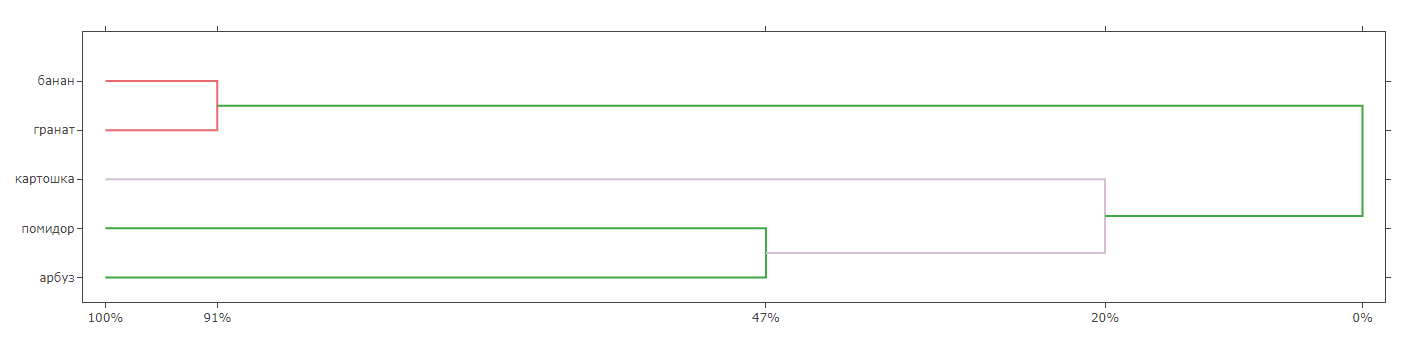 банан
гранат
картошка
помидор
арбуз
100% 91% 47% 20% 0%